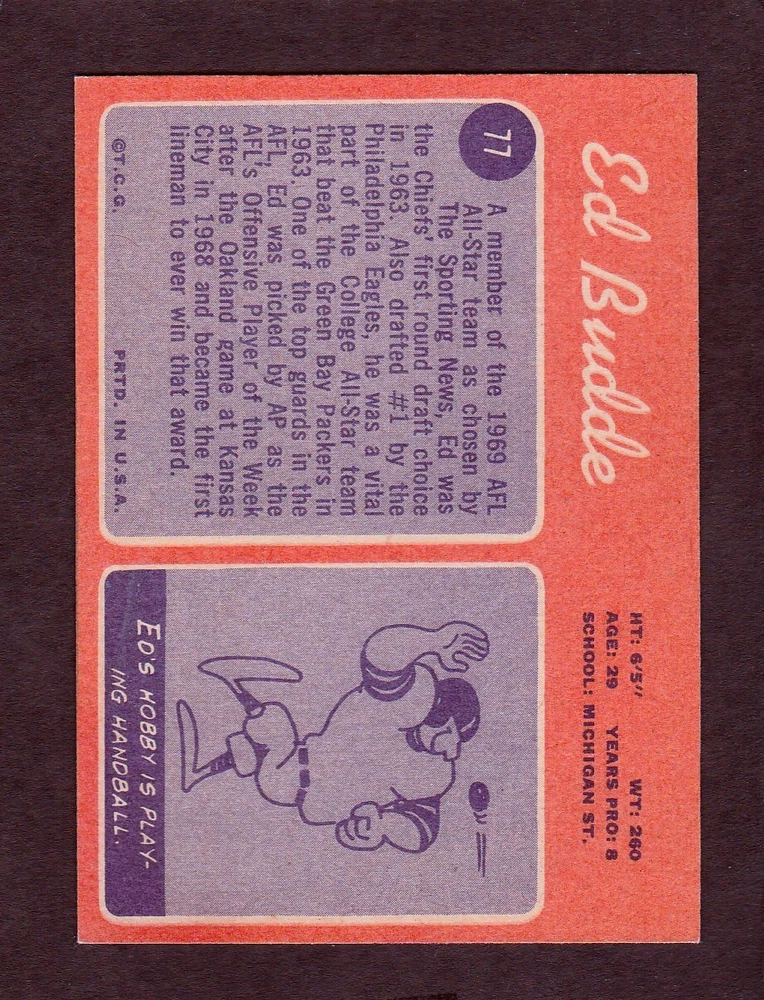 Ed Budde
HT: 6'5" WT: 260
AGE: 29 YEARS PRO: 8
SCHOOL: MICHIGAN ST.
77
A member of the 1969 AFL
All-Star team as chosen by
The Sporting News, Ed was
the Chiefs' first round draft choice
in 1963. Also drafted #1 by the
Philadelphia Eagles, he was a vital
part of the College All-Star team
that beat the Green Bay Packers in
1963. One of the top guards in the
AFL, Ed was picked by AP as the
AFL's Offensive Player of the Week
after the Oakland game at Kansas
City in 1968 and became the first
lineman to ever win that award.
©T.C.G. PRTD. IN U.S.A.
ED'S HOBBY IS PLAY-
ING HANDBALL.